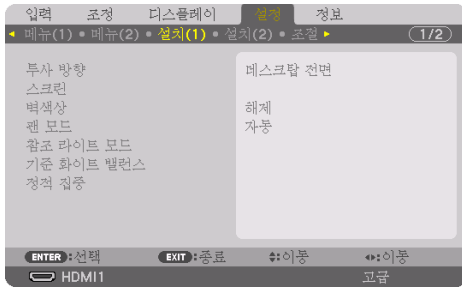 입력 조정 디스플레이 설정 정보
◂ 메뉴(1) • 메뉴(2) • 설치(1) • 설치(2) • 조절 ▸ (1/2)
투사 방향 데스크탑 전면
스크린
벽색상 해제
팬 모드 자동
참조 라이트 모드
기준 화이트 밸런스
정적 집중
ENTER:선택 EXIT:종료 :이동 :이동
HDMI1 고급